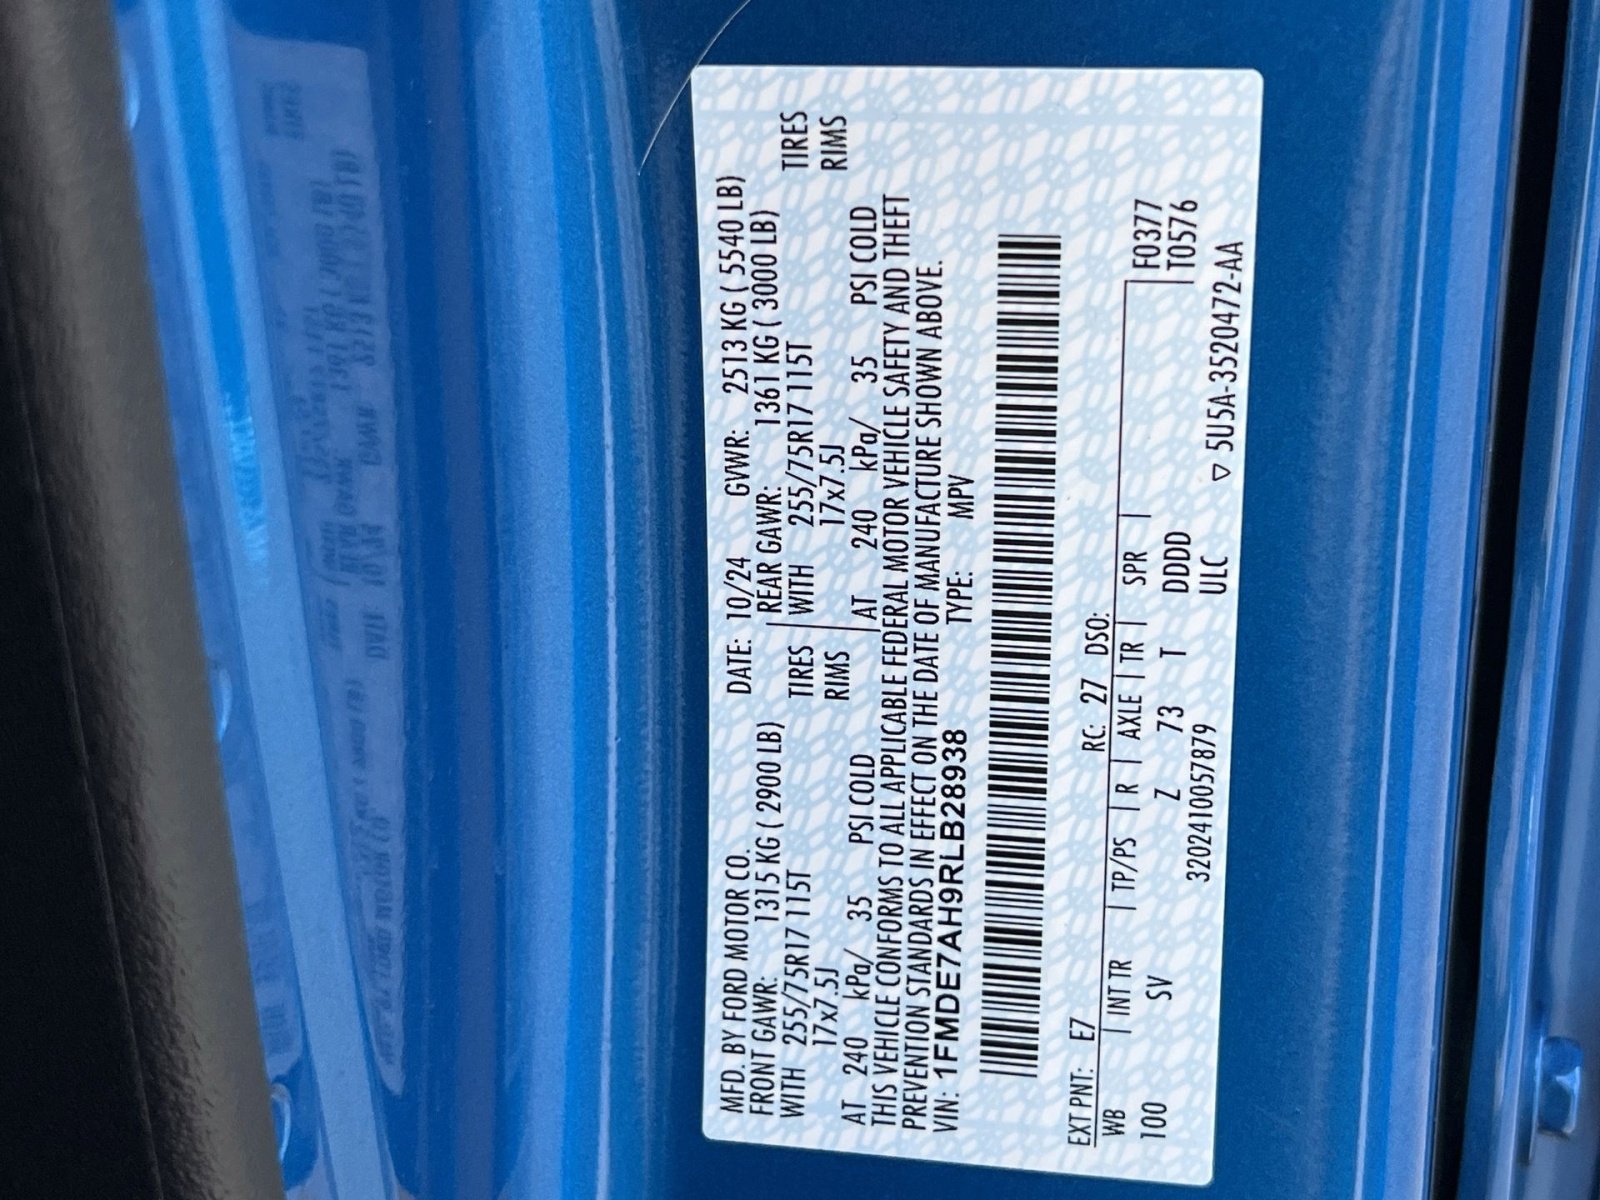 MFD. BY FORD MOTOR CO. DATE: 10/24 GVWR: 2513 KG ( 5540 LB)
FRONT GAWR: 1315 KG ( 2900 LB) REAR GAWR: 1361 KG ( 3000 LB)
WITH 255/75R17 115T TIRES WITH 255/75R17 115T TIRES
17x7.5J RIMS 17x7.5J RIMS
AT 240 kPa/ 35 PSI COLD AT 240 kPa/ 35 PSI COLD
THIS VEHICLE CONFORMS TO ALL APPLICABLE FEDERAL MOTOR VEHICLE SAFETY AND THEFT
PREVENTION STANDARDS IN EFFECT ON THE DATE OF MANUFACTURE SHOWN ABOVE.
VIN: 1FMDE7AH9RLB28938 TYPE: MPV
EXT PNT: E7 RC: 27 DSO: F0377
WB INT TR TP/PS R AXLE TR SPR T0576
100 SV Z 73 T DDDD
3202410057879 ULC ▽ 5U5A-3520472-AA